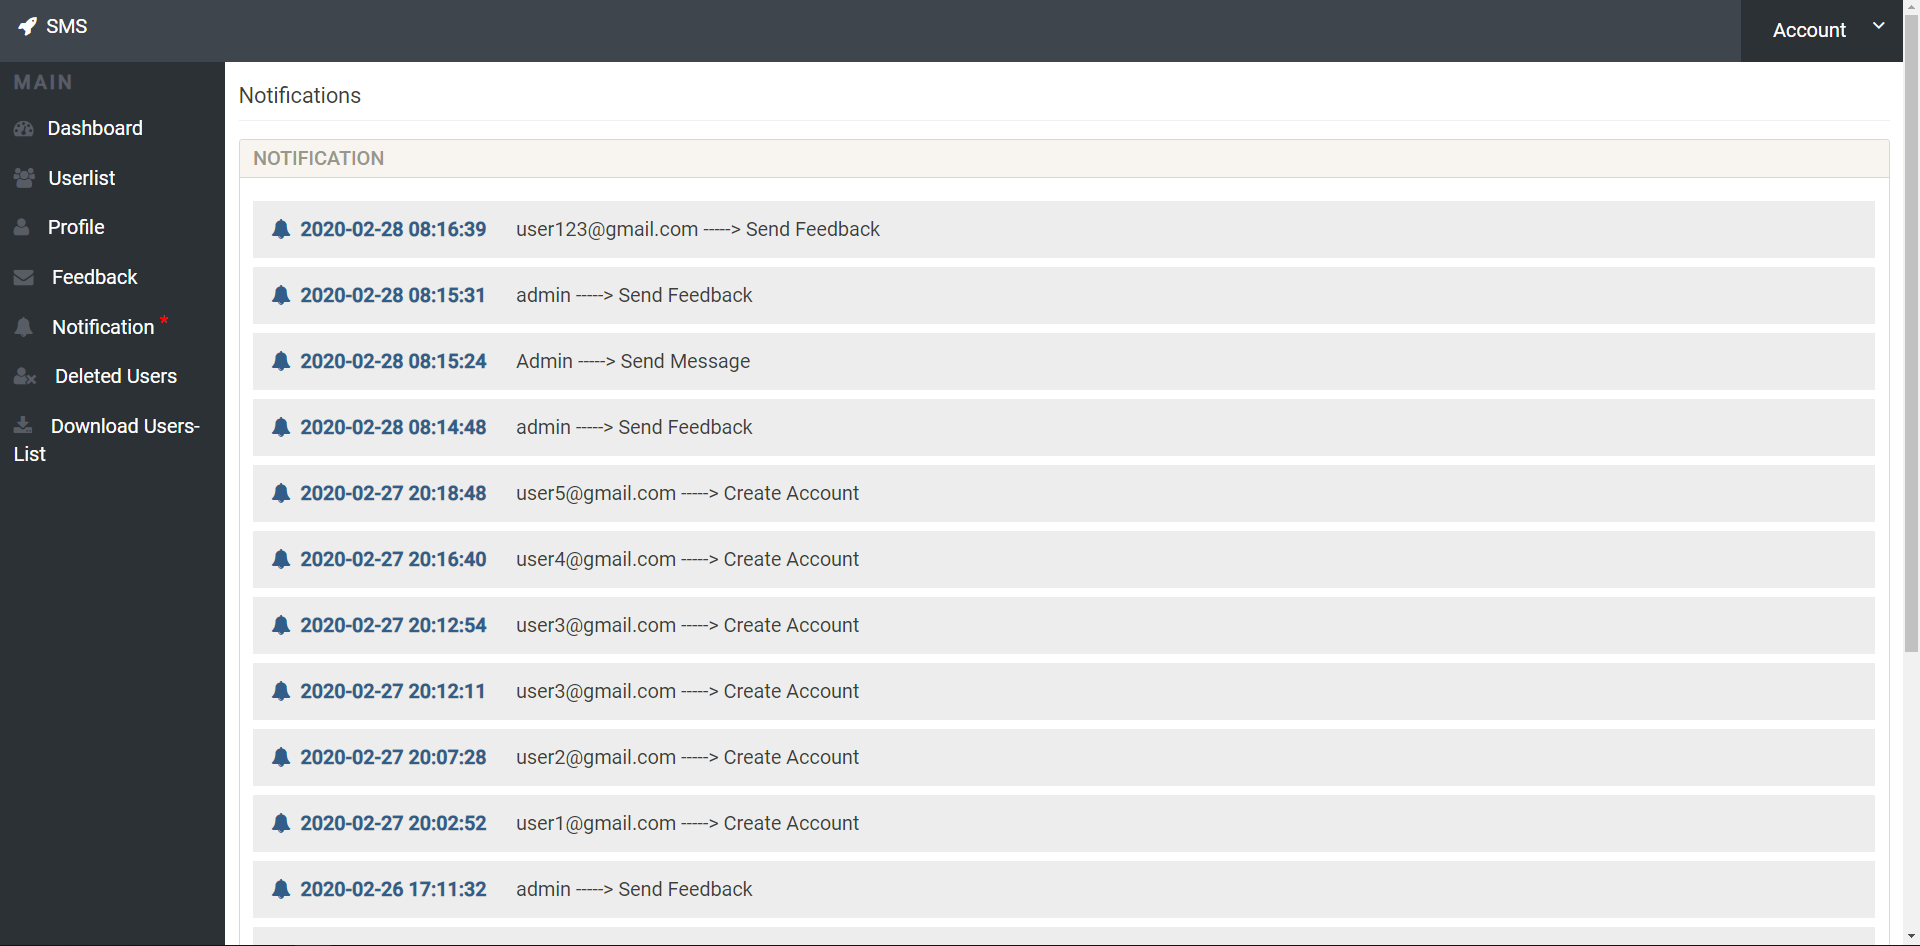 SMS
Account
MAIN
Dashboard
Userlist
Profile
Feedback
Notification *
Deleted Users
Download Users-
List
Notifications
NOTIFICATION
2020-02-28 08:16:39 user123@gmail.com -----> Send Feedback
2020-02-28 08:15:31 admin -----> Send Feedback
2020-02-28 08:15:24 Admin -----> Send Message
2020-02-28 08:14:48 admin -----> Send Feedback
2020-02-27 20:18:48 user5@gmail.com -----> Create Account
2020-02-27 20:16:40 user4@gmail.com -----> Create Account
2020-02-27 20:12:54 user3@gmail.com -----> Create Account
2020-02-27 20:12:11 user3@gmail.com -----> Create Account
2020-02-27 20:07:28 user2@gmail.com -----> Create Account
2020-02-27 20:02:52 user1@gmail.com -----> Create Account
2020-02-26 17:11:32 admin -----> Send Feedback